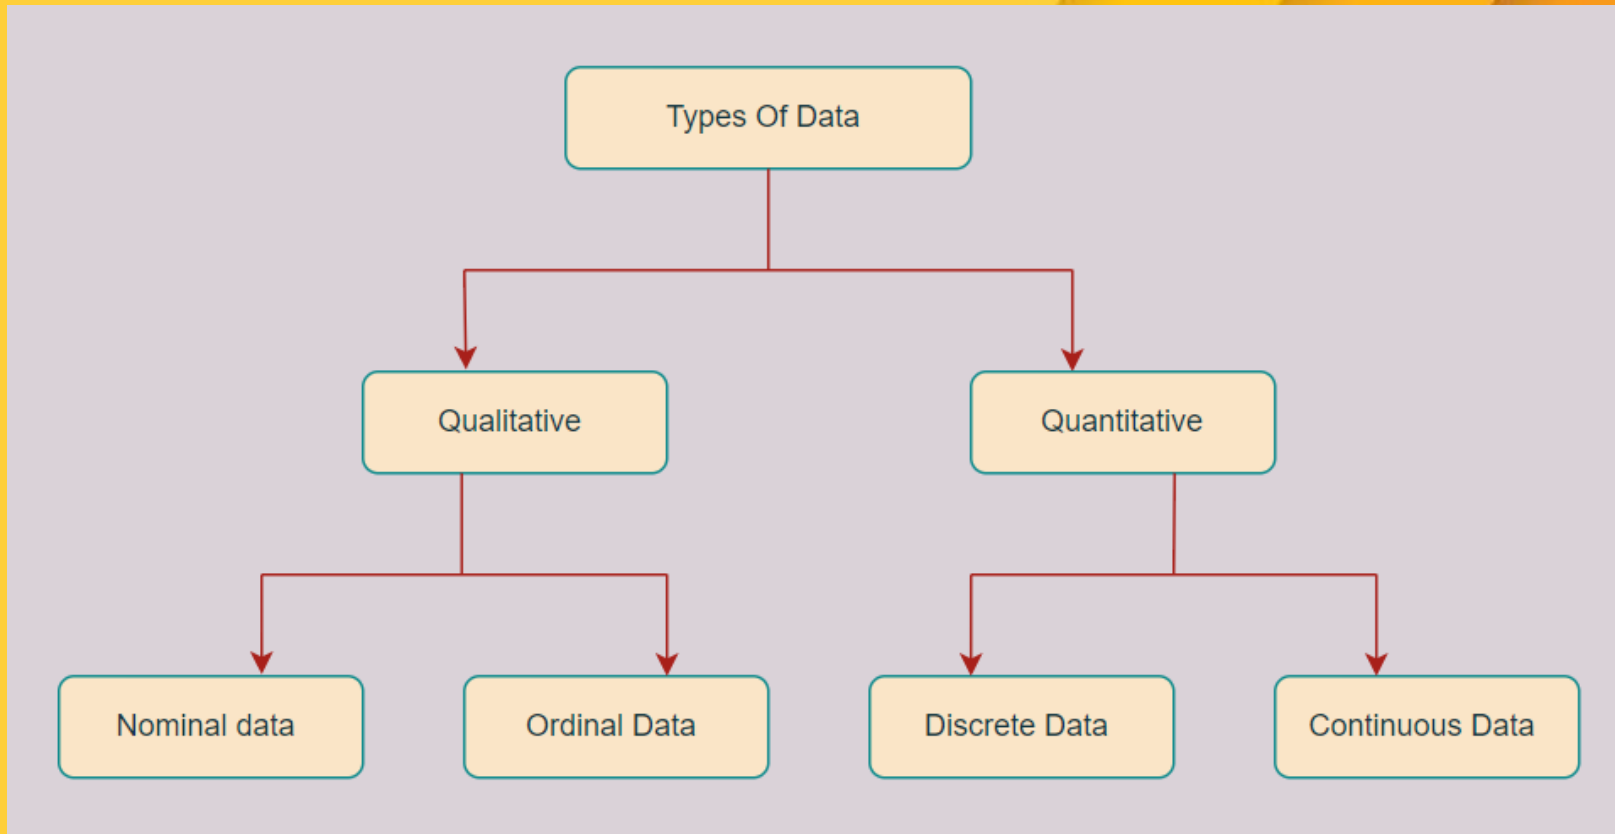 Types Of Data
Qualitative
Quantitative
Nominal data
Ordinal Data
Discrete Data
Continuous Data